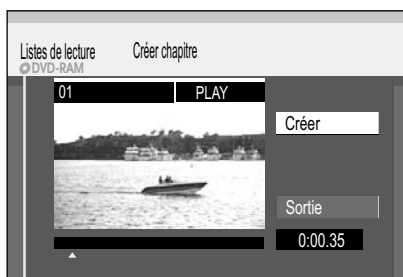 Listes de lecture Créer chapitre
DVD-RAM
01 PLAY
Créer
Sortie
0:00.35